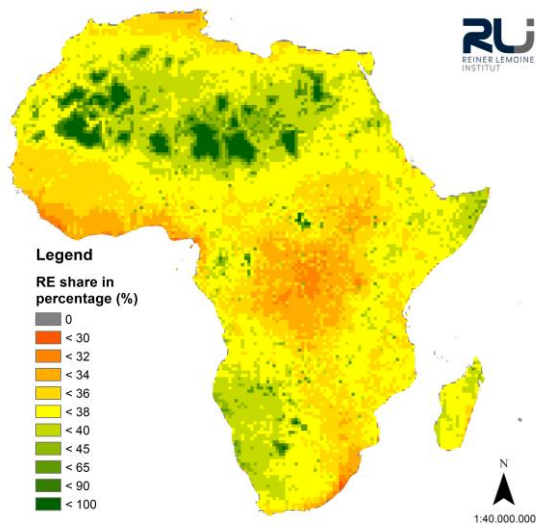 RLI
REINER LEMOINE
INSTITUT
Legend
RE share in
percentage (%)
0
< 30
< 32
< 34
< 36
< 38
< 40
< 45
< 65
< 90
< 100
N
1:40.000.000